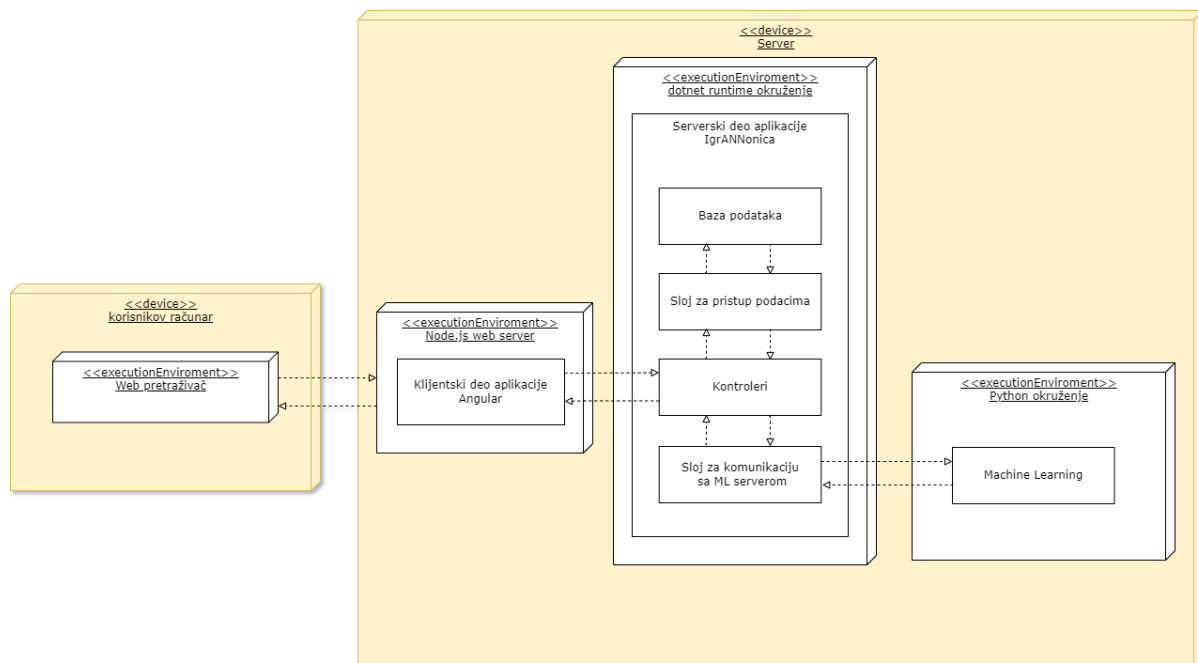 <<device>>
Server
<<executionEnviroment>>
dotnet runtime okruženje
Serverski deo aplikacije
IgrANNonica
Baza podataka
Sloj za pristup podacima
Kontroleri
Sloj za komunikaciju
sa ML serverom
<<device>>
korisnikov računar
<<executionEnviroment>>
Web pretraživač
<<executionEnviroment>>
Node.js web server
Klijentski deo aplikacije
Angular
<<executionEnviroment>>
Python okruženje
Machine Learning